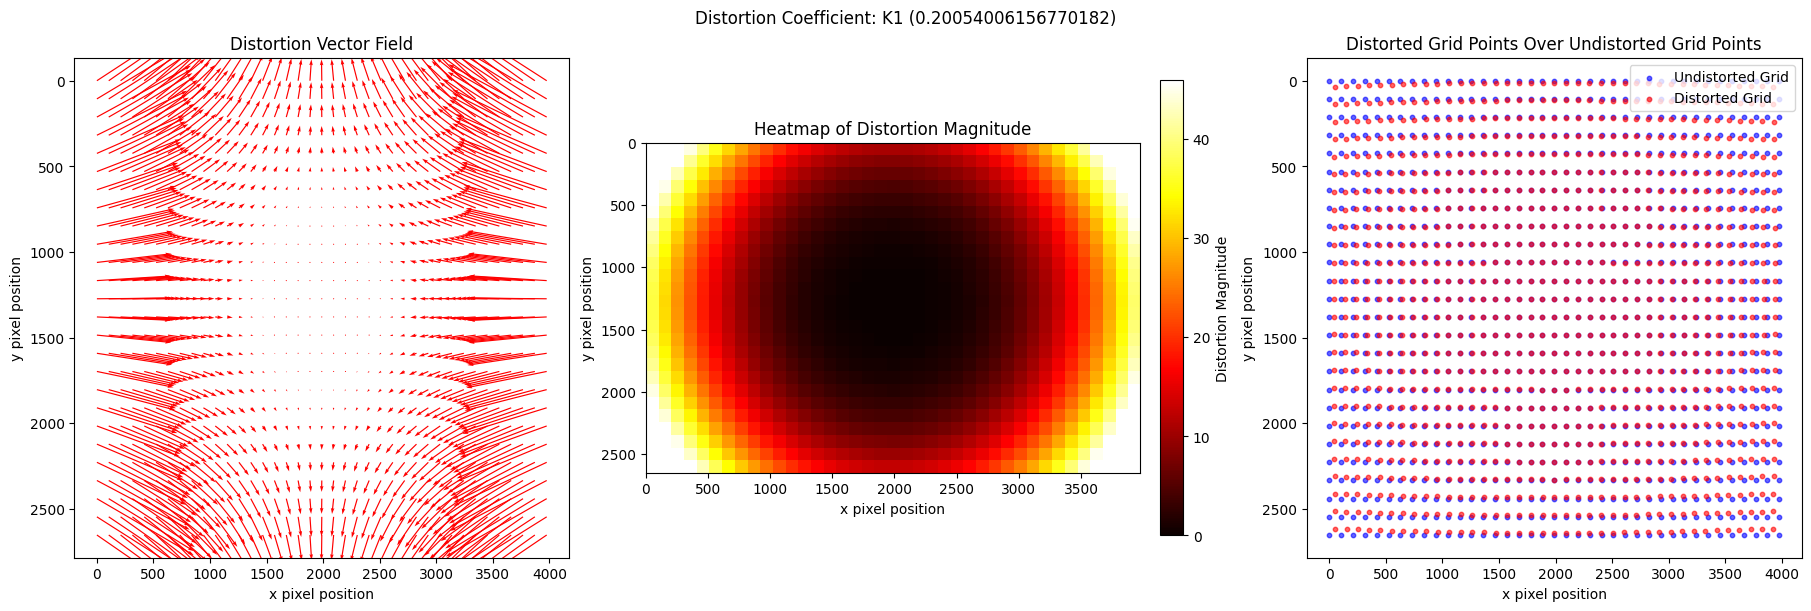 Distortion Coefficient: K1 (0.20054006156770182)
Distortion Vector Field
0
500
1000
1500
2000
2500
y pixel position
0 500 1000 1500 2000 2500 3000 3500 4000
x pixel position
Heatmap of Distortion Magnitude
0
500
1000
1500
2000
2500
y pixel position
0 500 1000 1500 2000 2500 3000 3500
x pixel position
40
30
20
10
0
Distortion Magnitude
Distorted Grid Points Over Undistorted Grid Points
Undistorted Grid
Distorted Grid
0
500
1000
1500
2000
2500
y pixel position
0 500 1000 1500 2000 2500 3000 3500 4000
x pixel position